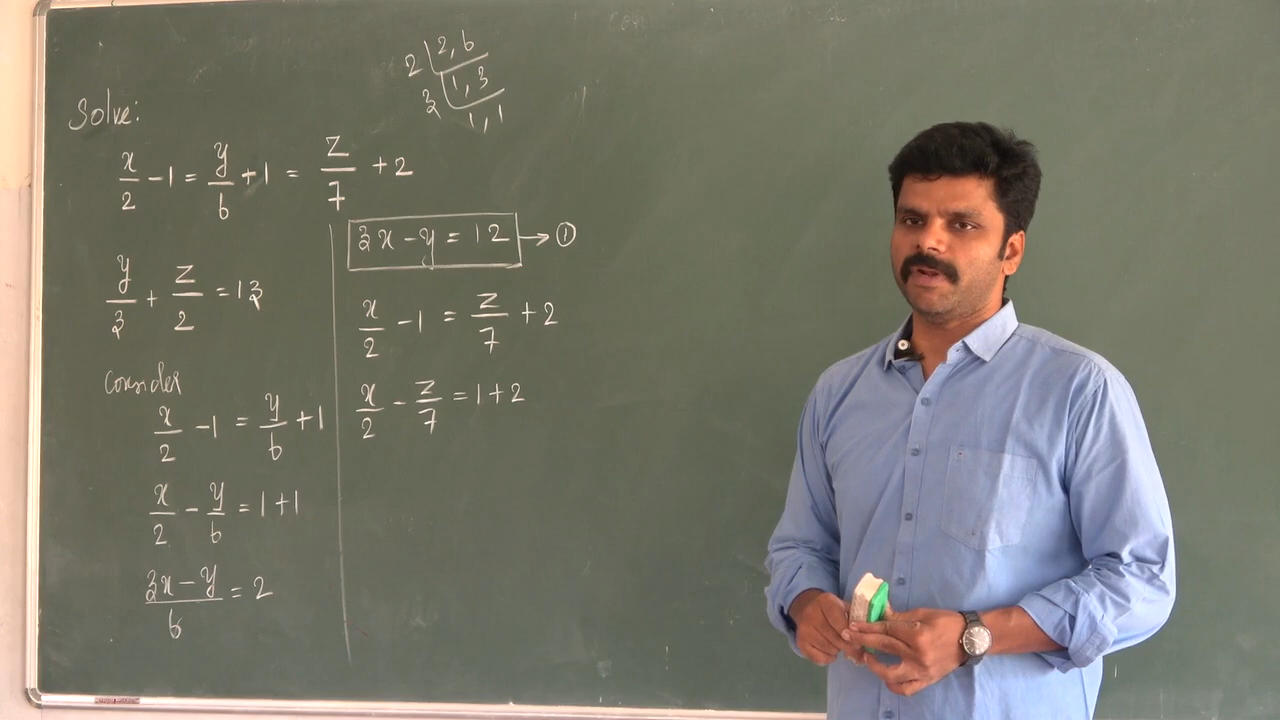 2 | 2, 6
3 | 1, 3
1, 1
Solve:
x/2 - 1 = y/6 + 1 = z/7 + 2
y/3 + z/2 = 13
Consider
x/2 - 1 = y/6 + 1
x/2 - y/6 = 1 + 1
(3x - y)/6 = 2
3x - y = 12 → ①
x/2 - 1 = z/7 + 2
x/2 - z/7 = 1 + 2